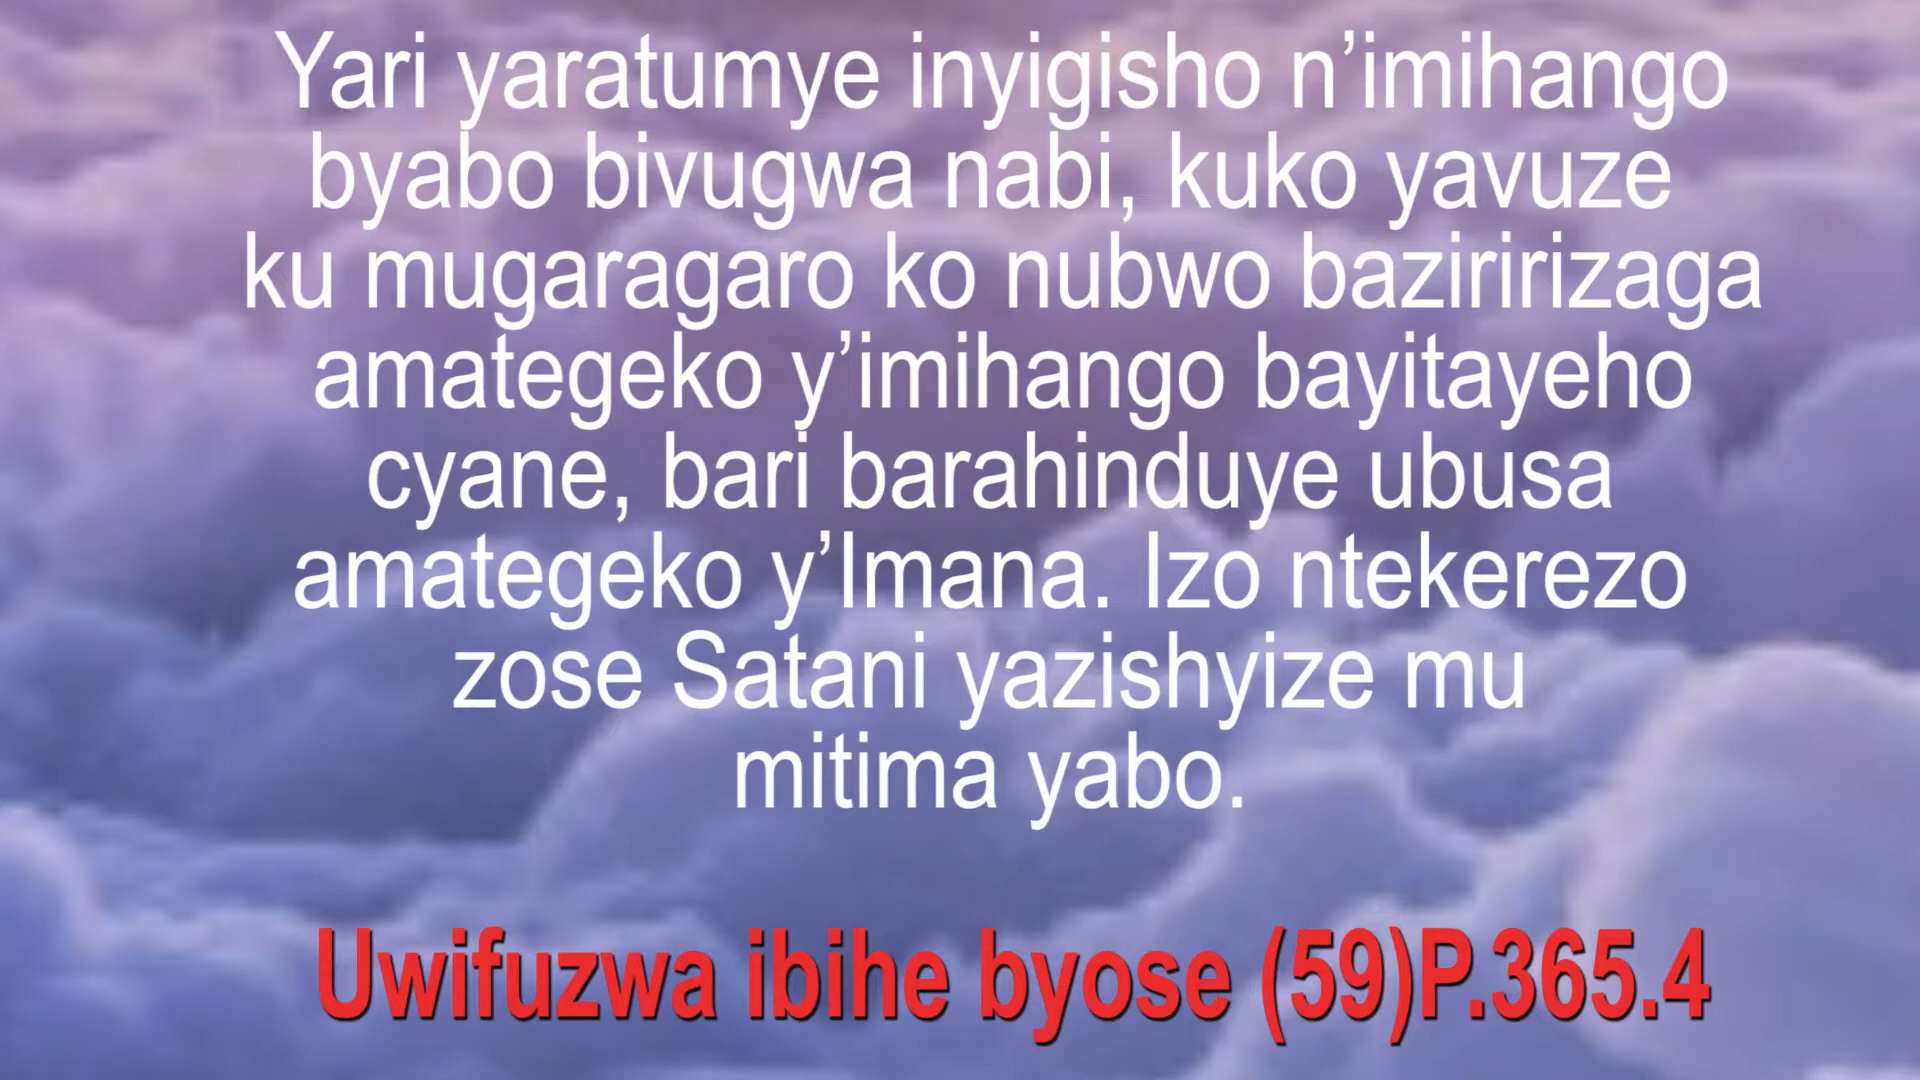 Yari yaratumye inyigisho n’imihango
byabo bivugwa nabi, kuko yavuze
ku mugaragaro ko nubwo baziririzaga
amategeko y’imihango bayitayeho
cyane, bari barahinduye ubusa
amategeko y’Imana. Izo ntekerezo
zose Satani yazishyize mu
mitima yabo.
Uwifuzwa ibihe byose (59)P.365.4